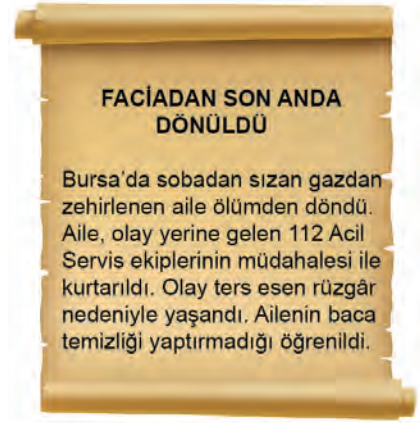 FACİADAN SON ANDA
DÖNÜLDÜ
Bursa'da sobadan sızan gazdan
zehirlenen aile ölümden döndü.
Aile, olay yerine gelen 112 Acil
Servis ekiplerinin müdahalesi ile
kurtarıldı. Olay ters esen rüzgâr
nedeniyle yaşandı. Ailenin baca
temizliği yaptırmadığı öğrenildi.